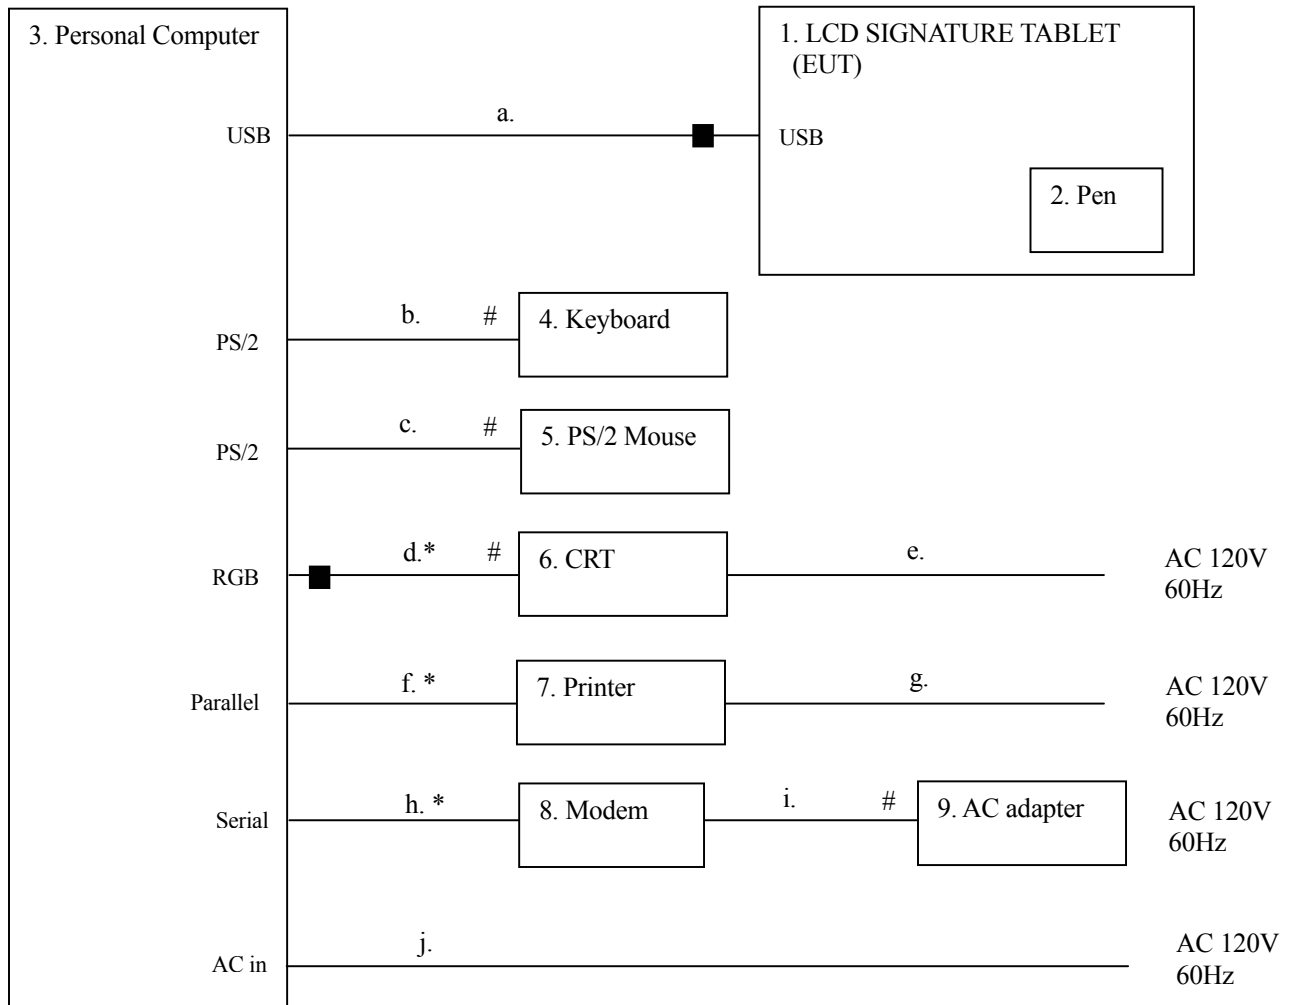 3. Personal Computer
1. LCD SIGNATURE TABLET
(EUT)
a.
USB
USB
2. Pen
b.
#
4. Keyboard
PS/2
c.
#
5. PS/2 Mouse
PS/2
d.*
#
6. CRT
e.
AC 120V
60Hz
RGB
f. *
7. Printer
g.
AC 120V
60Hz
Parallel
h. *
8. Modem
i.
#
9. AC adapter
AC 120V
60Hz
Serial
j.
AC 120V
60Hz
AC in